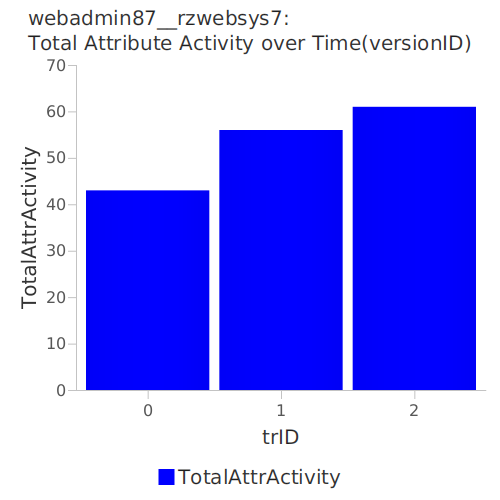 webadmin87__rzwebsys7:
Total Attribute Activity over Time(versionID)
70
60
50
40
30
20
10
0
TotalAttrActivity
0 1 2
trID
TotalAttrActivity